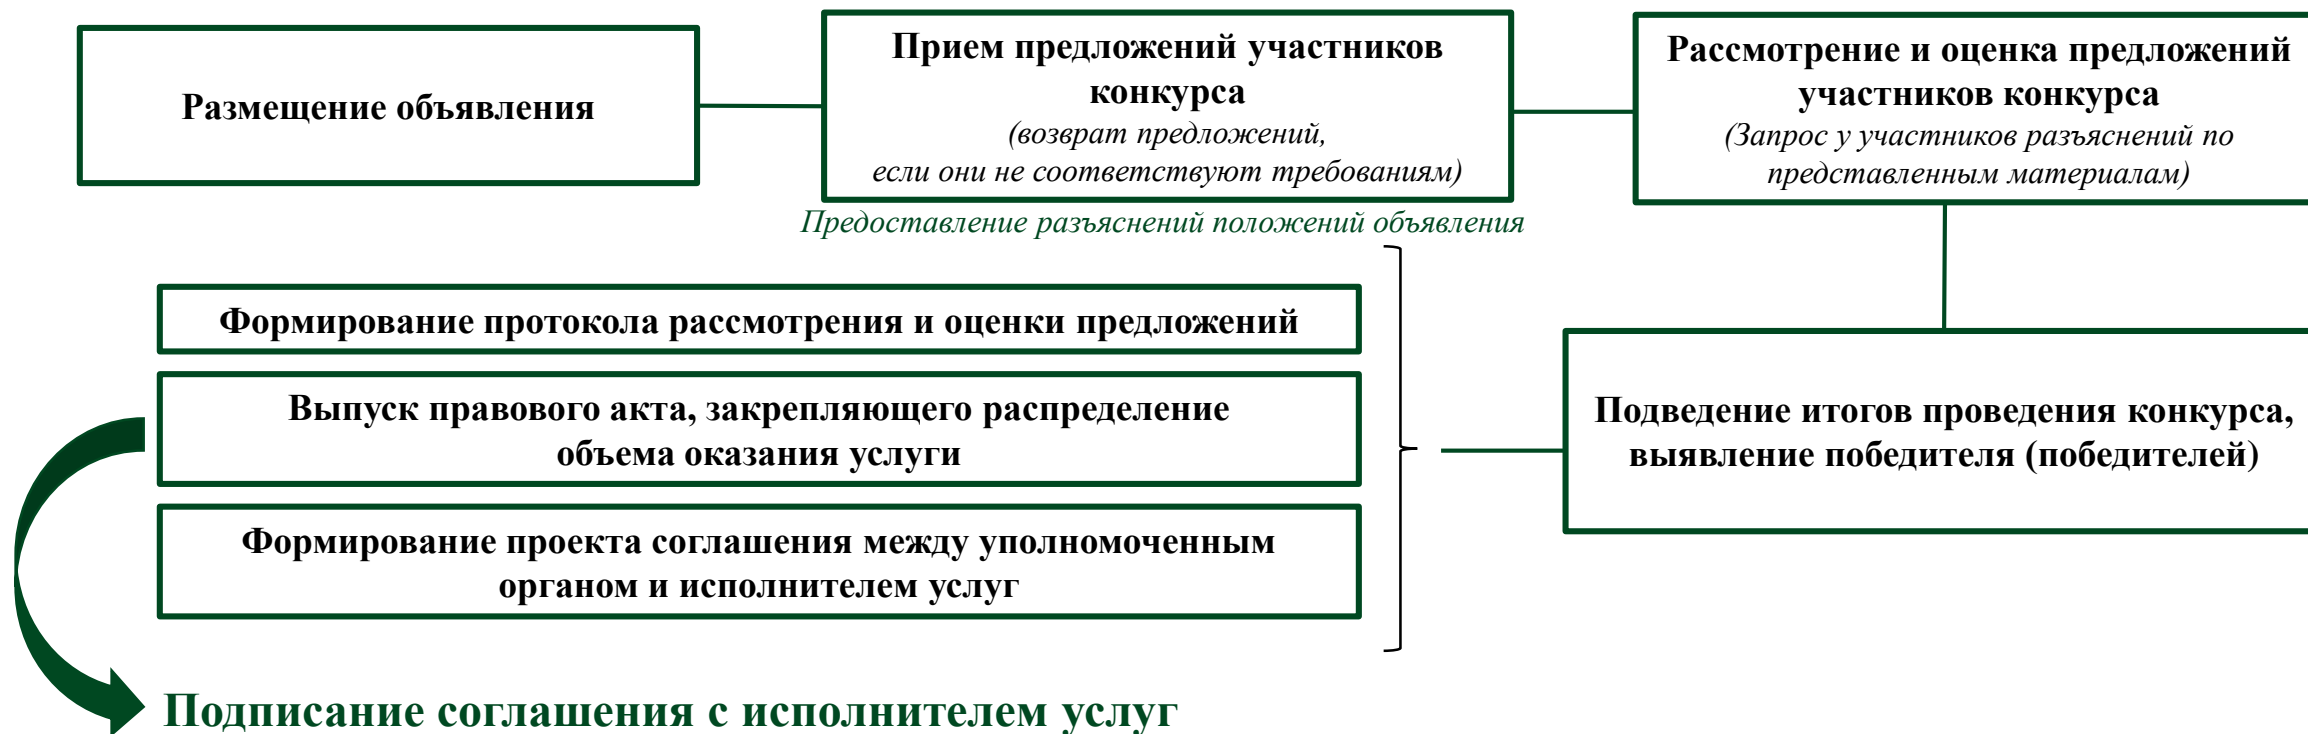 Размещение объявления
Прием предложений участников
конкурса
(возврат предложений,
если они не соответствуют требованиям)
Рассмотрение и оценка предложений
участников конкурса
(Запрос у участников разъяснений по
представленным материалам)
Предоставление разъяснений положений объявления
Формирование протокола рассмотрения и оценки предложений
Выпуск правового акта, закрепляющего распределение
объема оказания услуги
Формирование проекта соглашения между уполномоченным
органом и исполнителем услуг
Подведение итогов проведения конкурса,
выявление победителя (победителей)
Подписание соглашения с исполнителем услуг